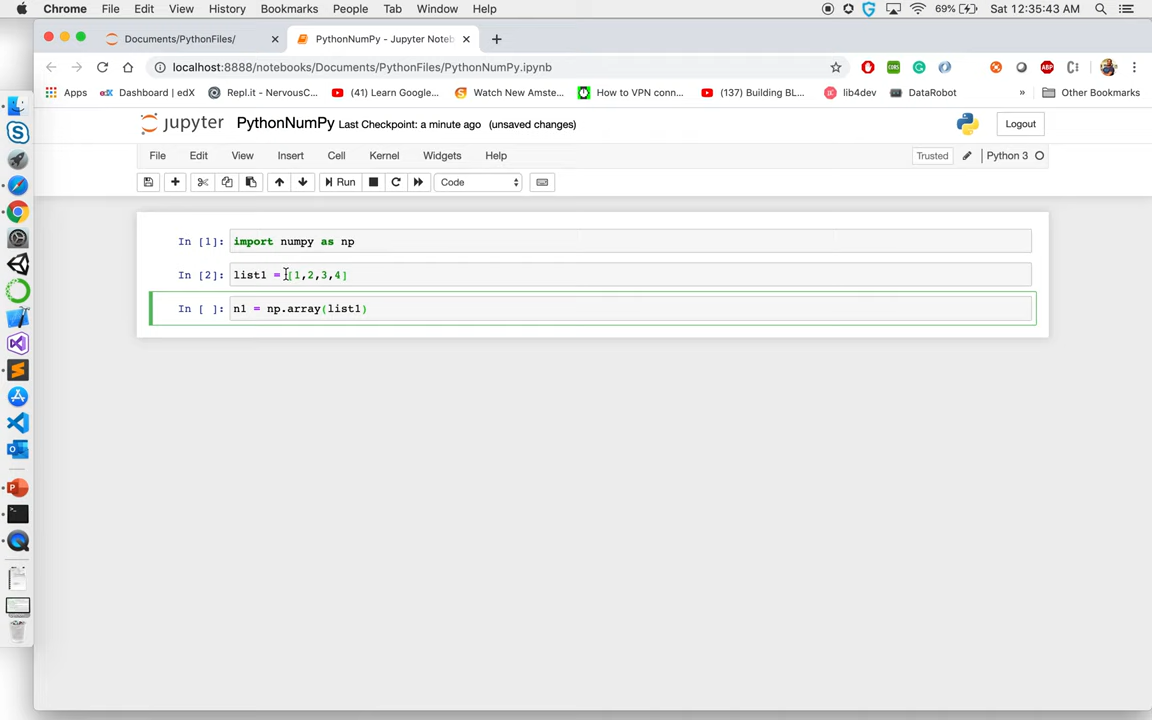 Chrome File Edit View History Bookmarks People Tab Window Help 69% Sat 12:35:43 AM
Documents/PythonFiles/ PythonNumPy - Jupyter Noteb
localhost:8888/notebooks/Documents/PythonFiles/PythonNumPy.ipynb
Apps Dashboard | edX Repl.it - NervousC... (41) Learn Google... Watch New Amste... How to VPN conn... (137) Building BL... lib4dev DataRobot » Other Bookmarks
jupyter PythonNumPy Last Checkpoint: a minute ago (unsaved changes) Logout
File Edit View Insert Cell Kernel Widgets Help Trusted Python 3
Run Code
In [1]: import numpy as np
In [2]: list1 = [1,2,3,4]
In [ ]: n1 = np.array(list1)